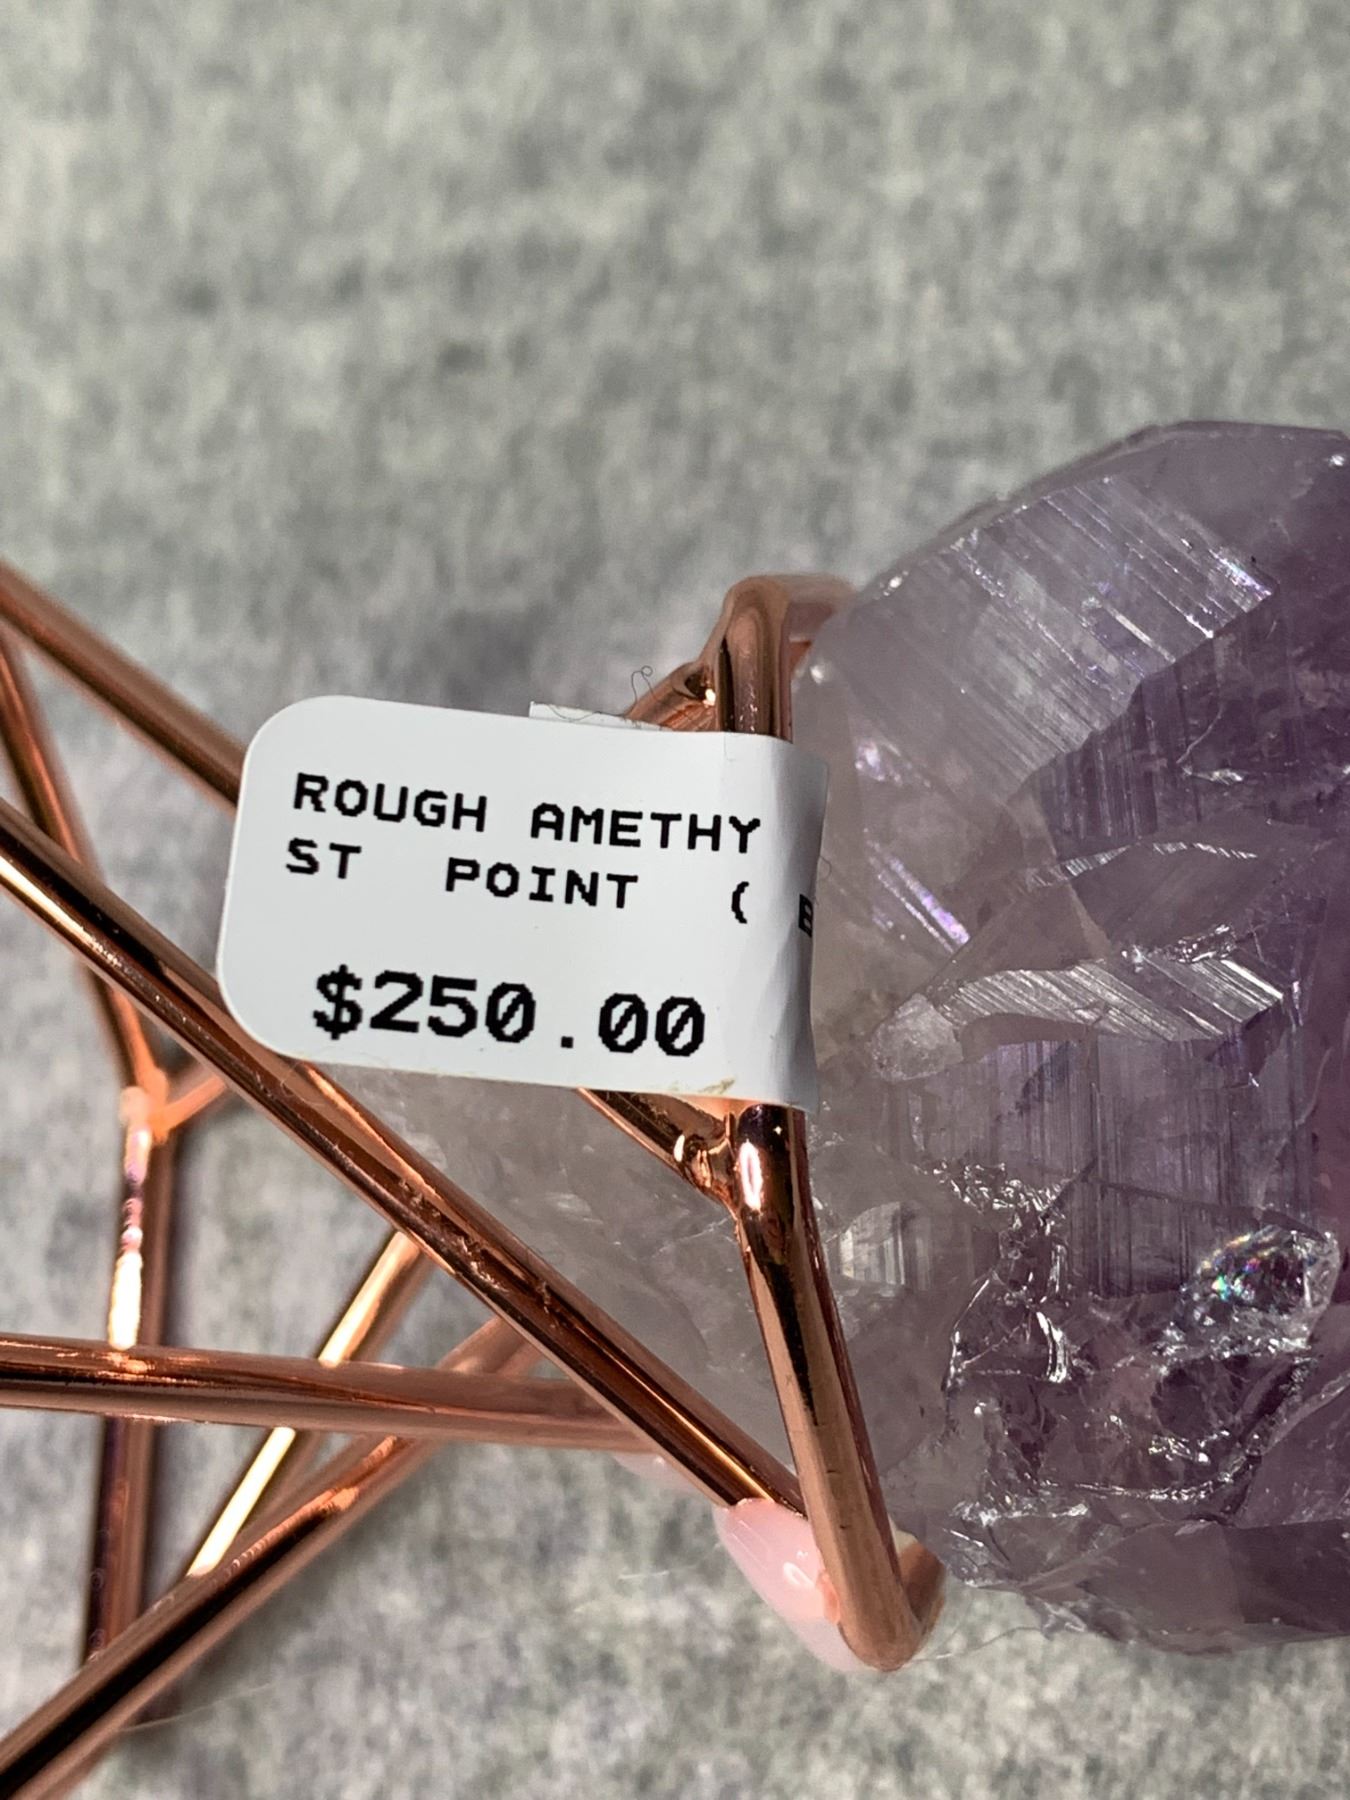 ROUGH AMETHY
ST POINT (
$250.00